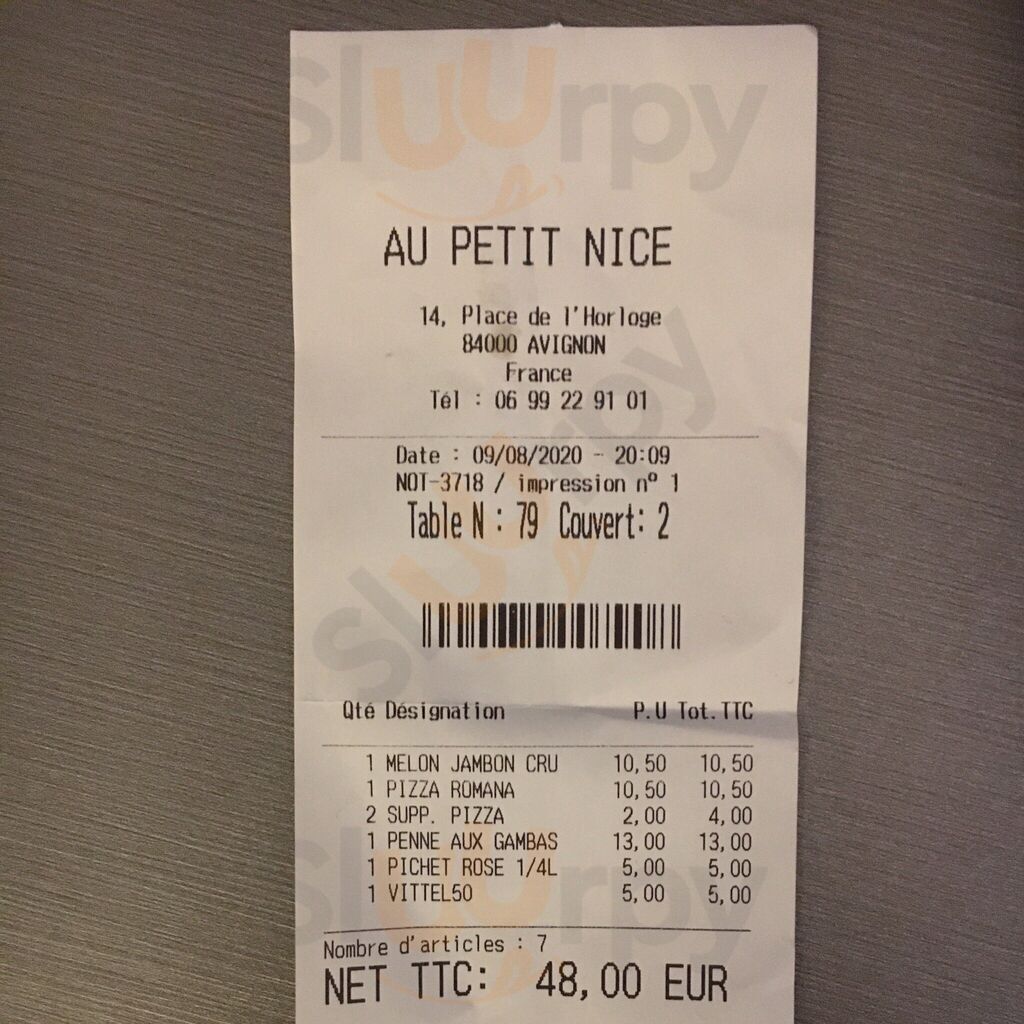 Sluurpy
AU PETIT NICE
14, Place de l'Horloge
84000 AVIGNON
France
Tél : 06 99 22 91 01
Date : 09/08/2020 - 20:09
NOT-3718 / impression nº 1
Table N : 79 Couvert: 2
Sluurpy
Qté Désignation P.U Tot.TTC
1 MELON JAMBON CRU 10,50 10,50
1 PIZZA ROMANA 10,50 10,50
2 SUPP. PIZZA 2,00 4,00
1 PENNE AUX GAMBAS 13,00 13,00
1 PICHET ROSE 1/4L 5,00 5,00
1 VITTEL50 5,00 5,00
Sluurpy
Nombre d'articles : 7
NET TTC: 48,00 EUR